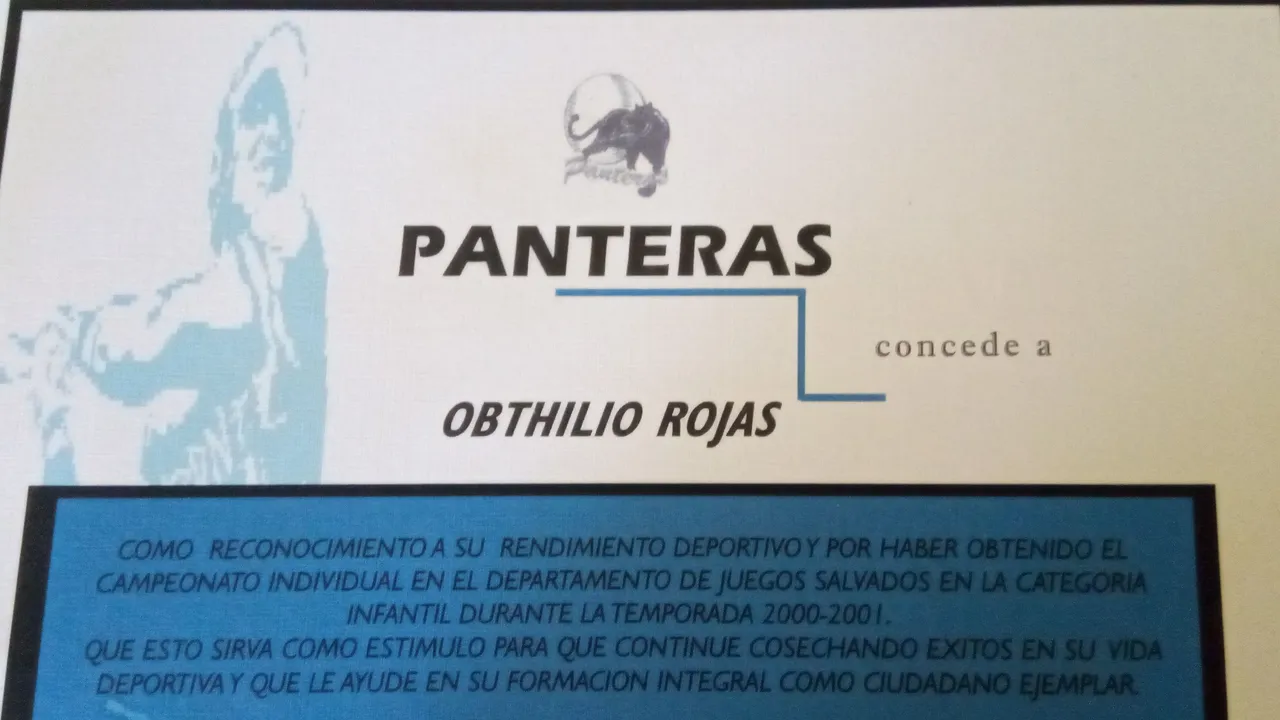 Panteras
PANTERAS
concede a
OBTHILIO ROJAS
COMO RECONOCIMIENTO A SU RENDIMIENTO DEPORTIVO Y POR HABER OBTENIDO EL
CAMPEONATO INDIVIDUAL EN EL DEPARTAMENTO DE JUEGOS SALVADOS EN LA CATEGORIA
INFANTIL DURANTE LA TEMPORADA 2000-2001.
QUE ESTO SIRVA COMO ESTIMULO PARA QUE CONTINUE COSECHANDO EXITOS EN SU VIDA
DEPORTIVA Y QUE LE AYUDE EN SU FORMACION INTEGRAL COMO CIUDADANO EJEMPLAR.